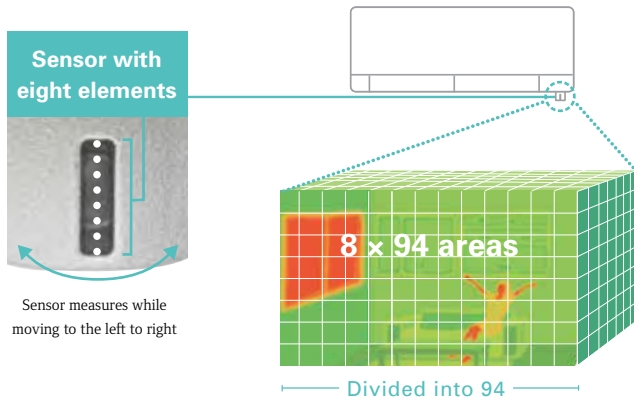 Sensor with
eight elements
8 × 94 areas
Sensor measures while
moving to the left to right
Divided into 94